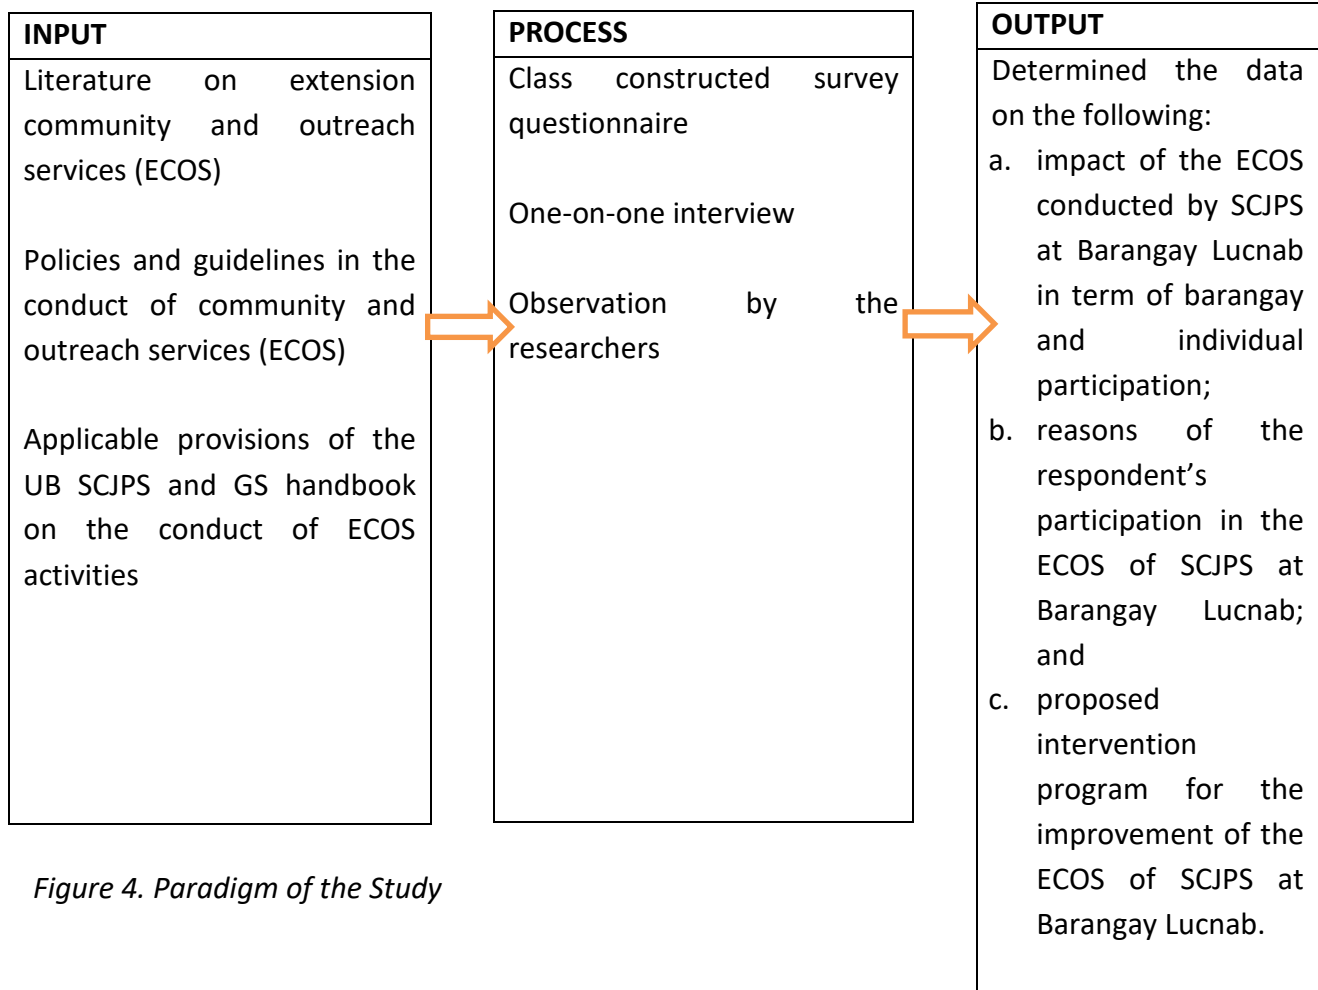 INPUT
Literature on extension
community and outreach
services (ECOS)
Policies and guidelines in the
conduct of community and
outreach services (ECOS)
Applicable provisions of the
UB SCJPS and GS handbook
on the conduct of ECOS
activities
PROCESS
Class constructed survey
questionnaire
One-on-one interview
Observation by the
researchers
OUTPUT
Determined the data
on the following:
a. impact of the ECOS
conducted by SCJPS
at Barangay Lucnab
in term of barangay
and individual
participation;
b. reasons of the
respondent’s
participation in the
ECOS of SCJPS at
Barangay Lucnab;
and
c. proposed
intervention
program for the
improvement of the
ECOS of SCJPS at
Barangay Lucnab.
Figure 4. Paradigm of the Study